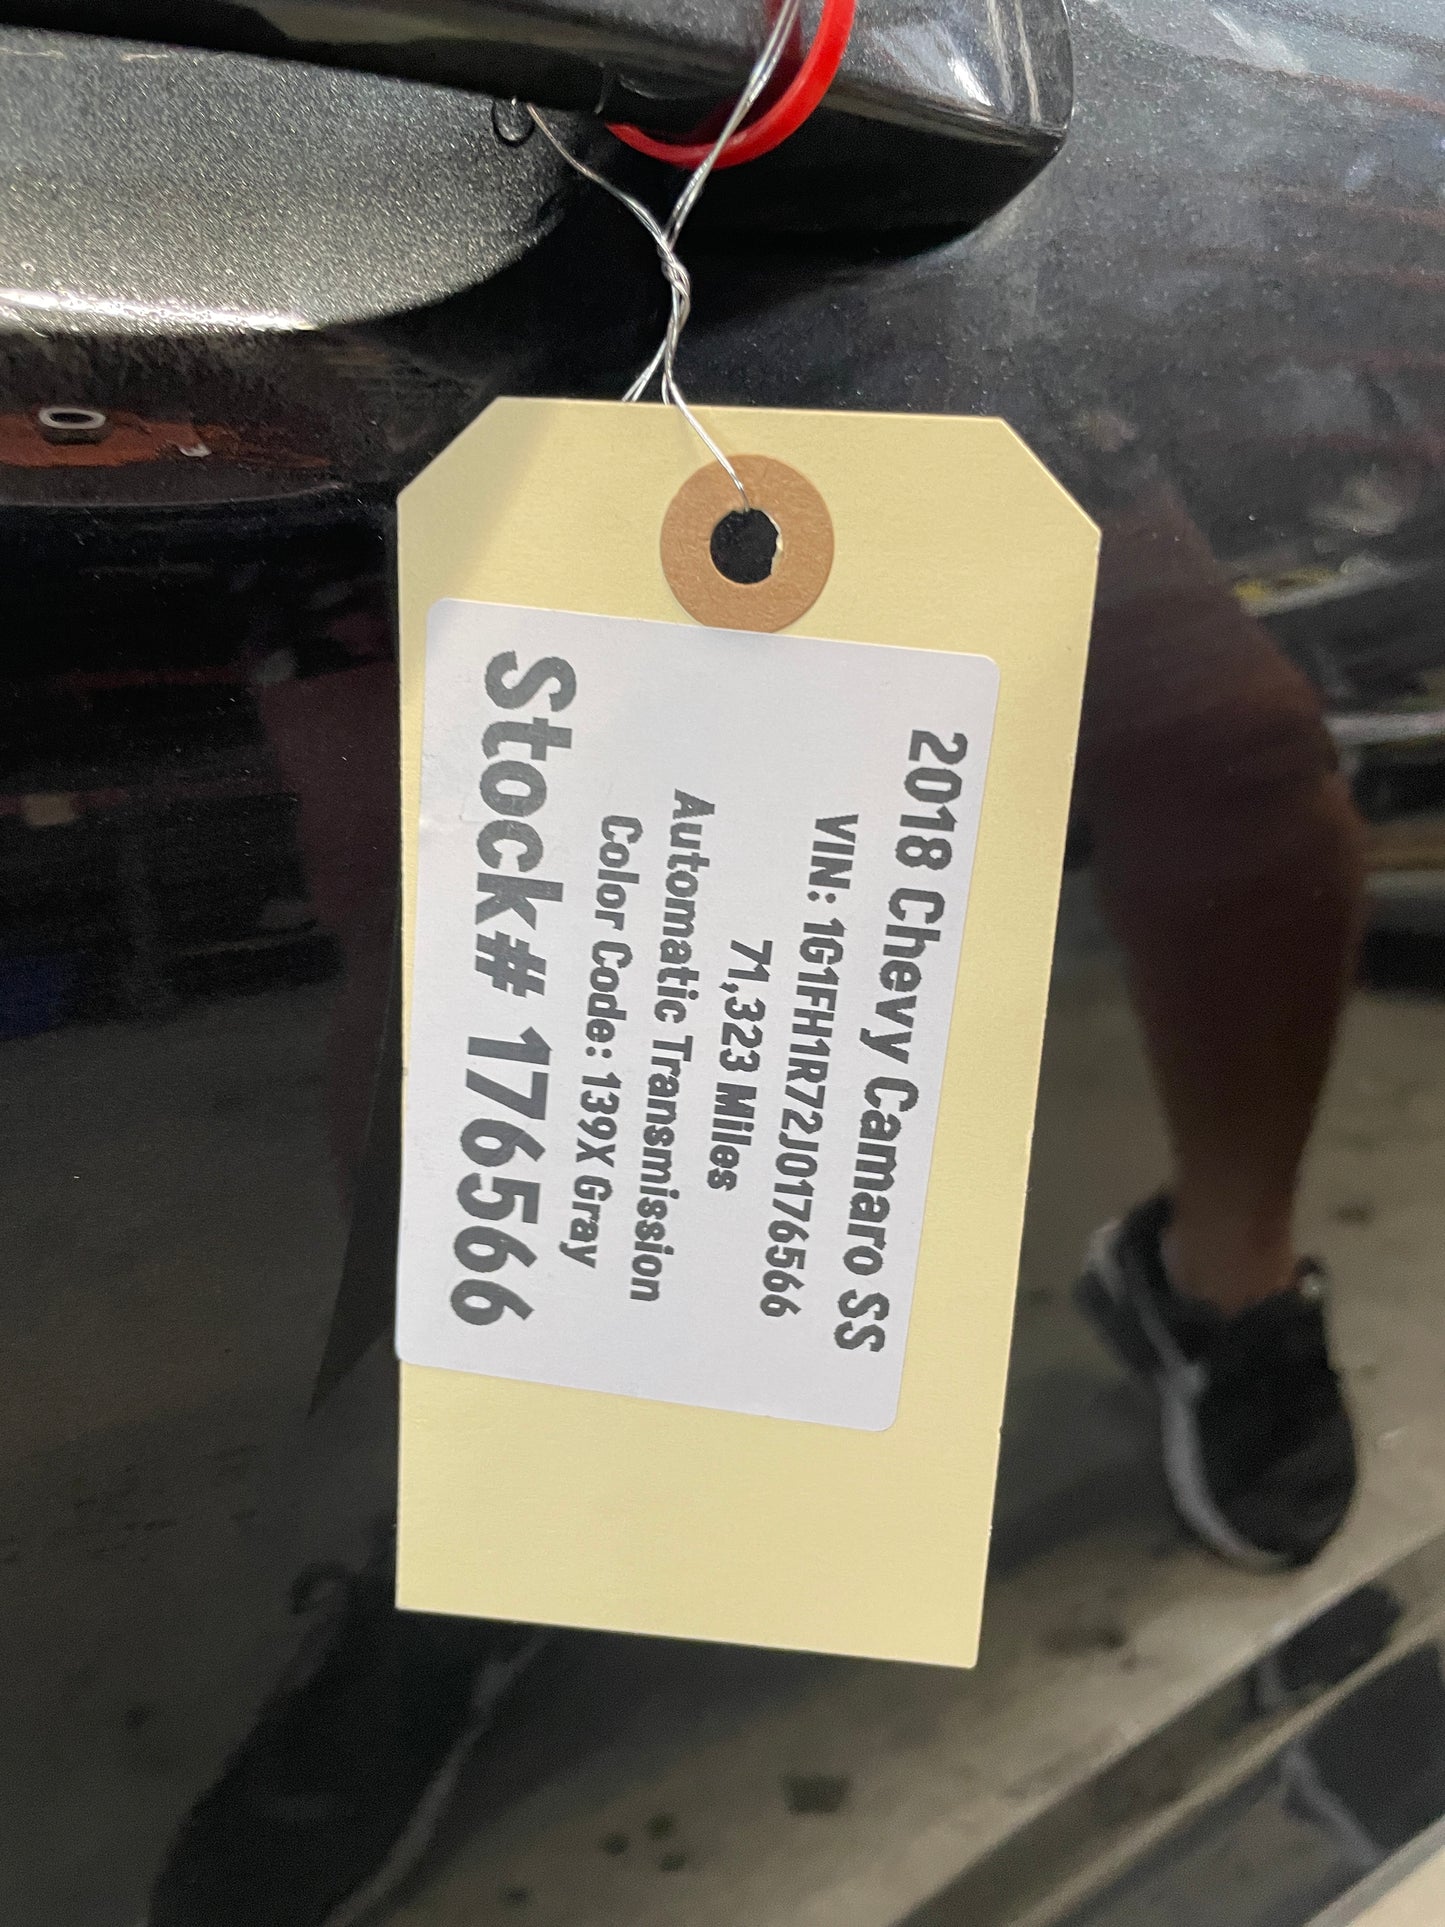 2018 Chevy Camaro SS
VIN: 1G1FH1R72J0176566
71,323 Miles
Automatic Transmission
Color Code: 139X Gray
Stock# 176566